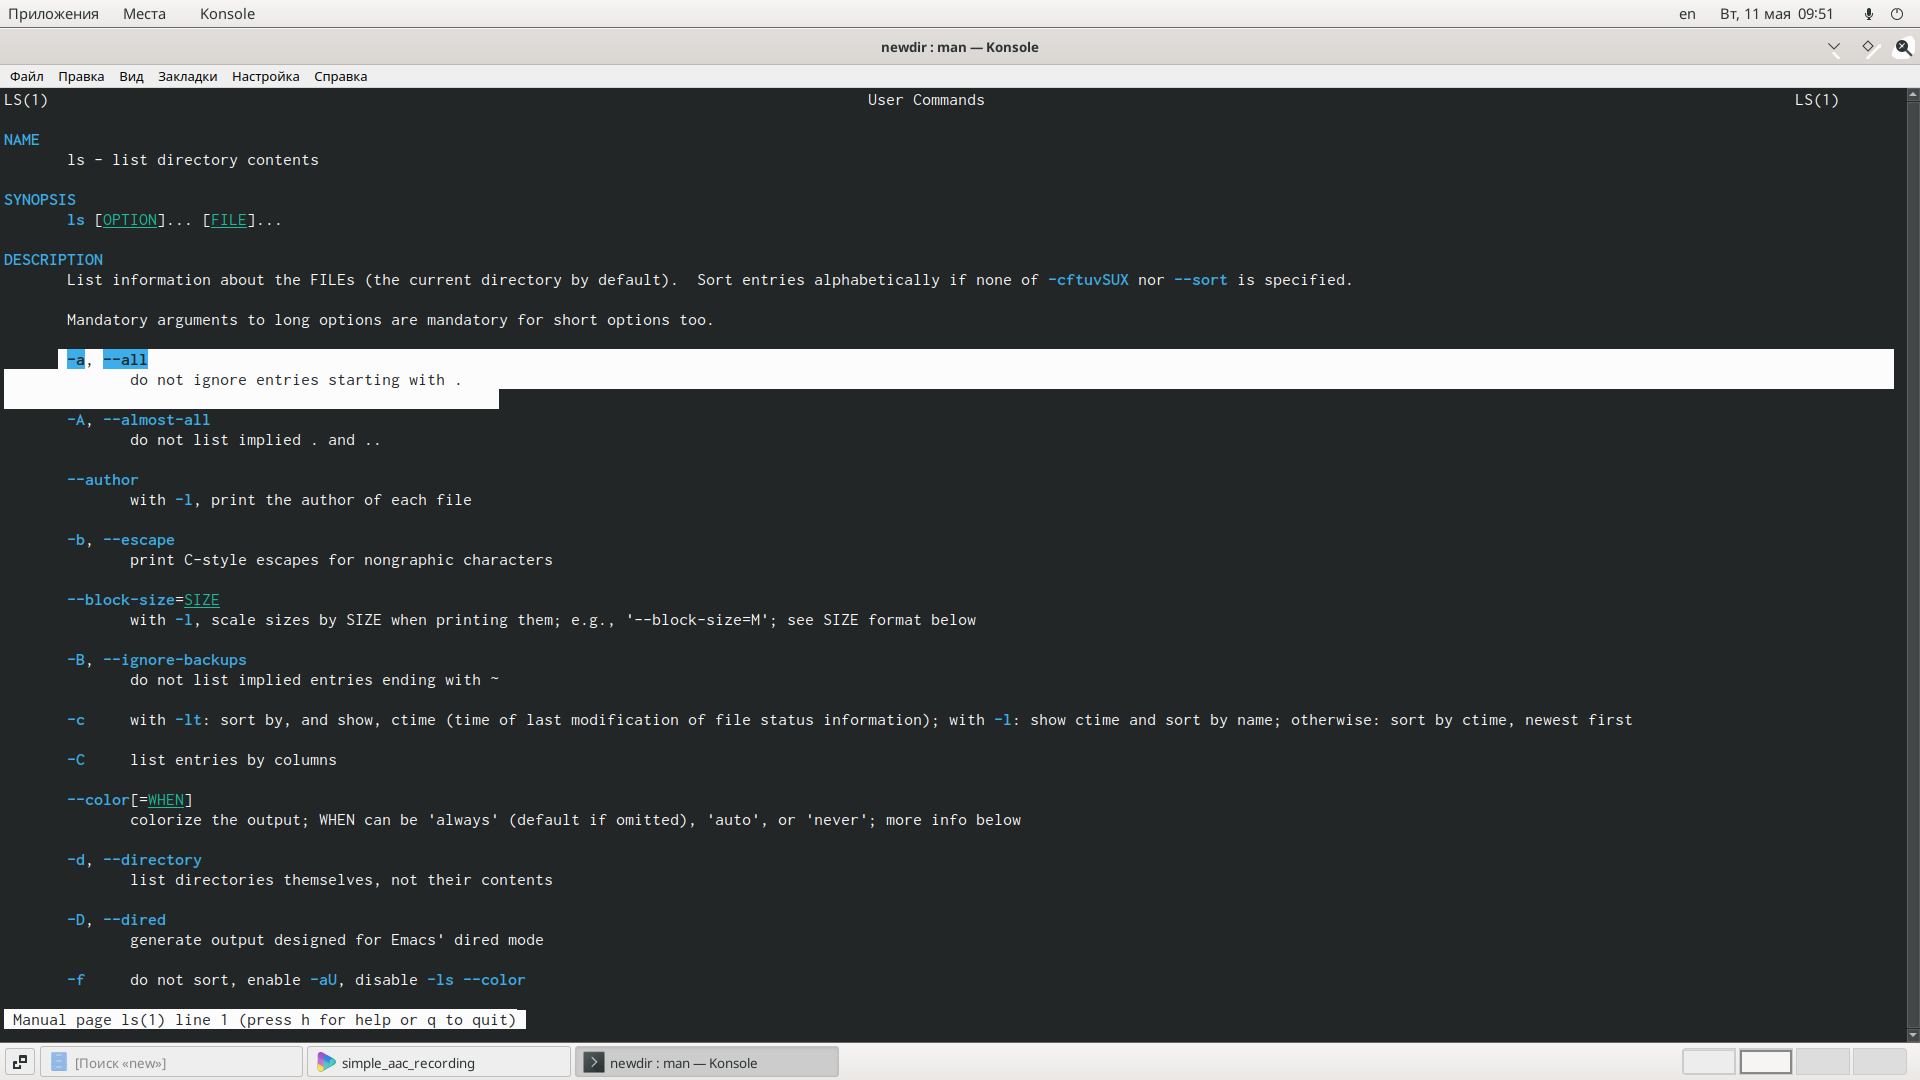 Приложения Места Konsole en Вт, 11 мая 09:51
newdir : man — Konsole
Файл Правка Вид Закладки Настройка Справка
LS(1) User Commands LS(1)
NAME
ls - list directory contents
SYNOPSIS
ls [OPTION]... [FILE]...
DESCRIPTION
List information about the FILEs (the current directory by default). Sort entries alphabetically if none of -cftuvSUX nor --sort is specified.
Mandatory arguments to long options are mandatory for short options too.
-a, --all
do not ignore entries starting with .
-A, --almost-all
do not list implied . and ..
--author
with -l, print the author of each file
-b, --escape
print C-style escapes for nongraphic characters
--block-size=SIZE
with -l, scale sizes by SIZE when printing them; e.g., '--block-size=M'; see SIZE format below
-B, --ignore-backups
do not list implied entries ending with ~
-c with -lt: sort by, and show, ctime (time of last modification of file status information); with -l: show ctime and sort by name; otherwise: sort by ctime, newest first
-C list entries by columns
--color[=WHEN]
colorize the output; WHEN can be 'always' (default if omitted), 'auto', or 'never'; more info below
-d, --directory
list directories themselves, not their contents
-D, --dired
generate output designed for Emacs' dired mode
-f do not sort, enable -aU, disable -ls --color
Manual page ls(1) line 1 (press h for help or q to quit)
[Поиск «new»] simple_aac_recording newdir : man — Konsole